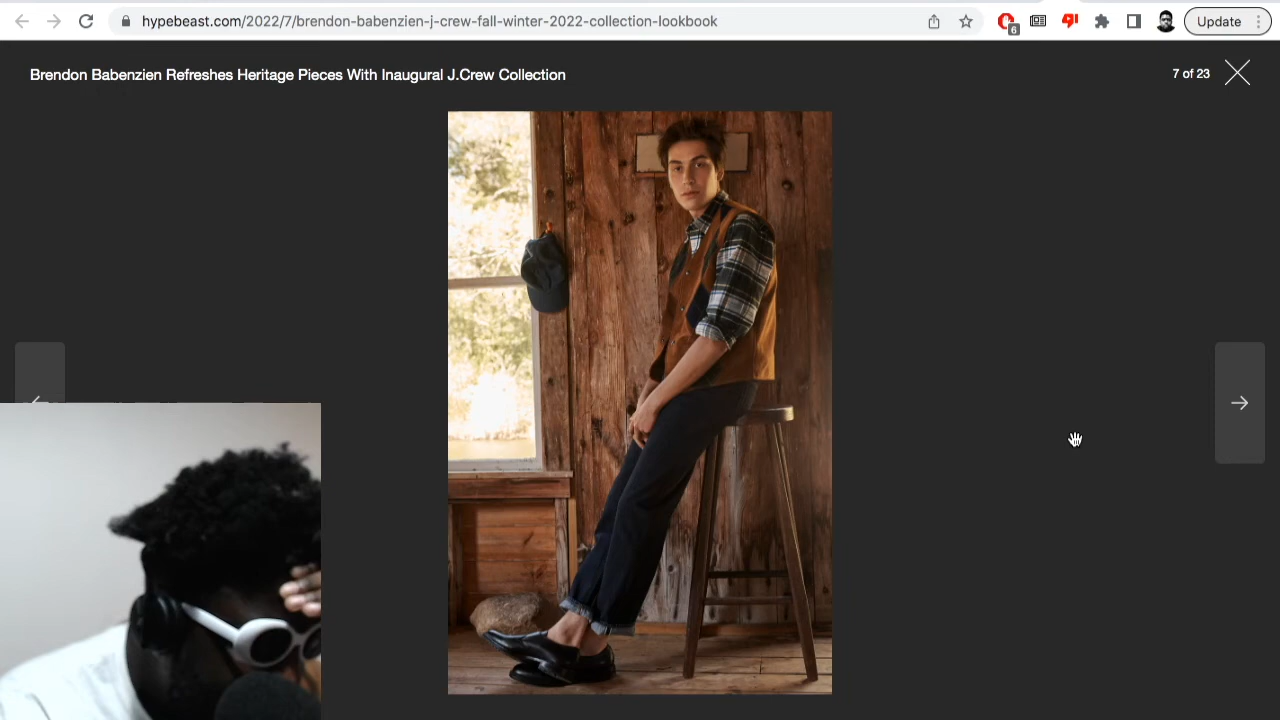 hypebeast.com/2022/7/brendon-babenzien-j-crew-fall-winter-2022-collection-lookbook
6
Update
Brendon Babenzien Refreshes Heritage Pieces With Inaugural J.Crew Collection
7 of 23